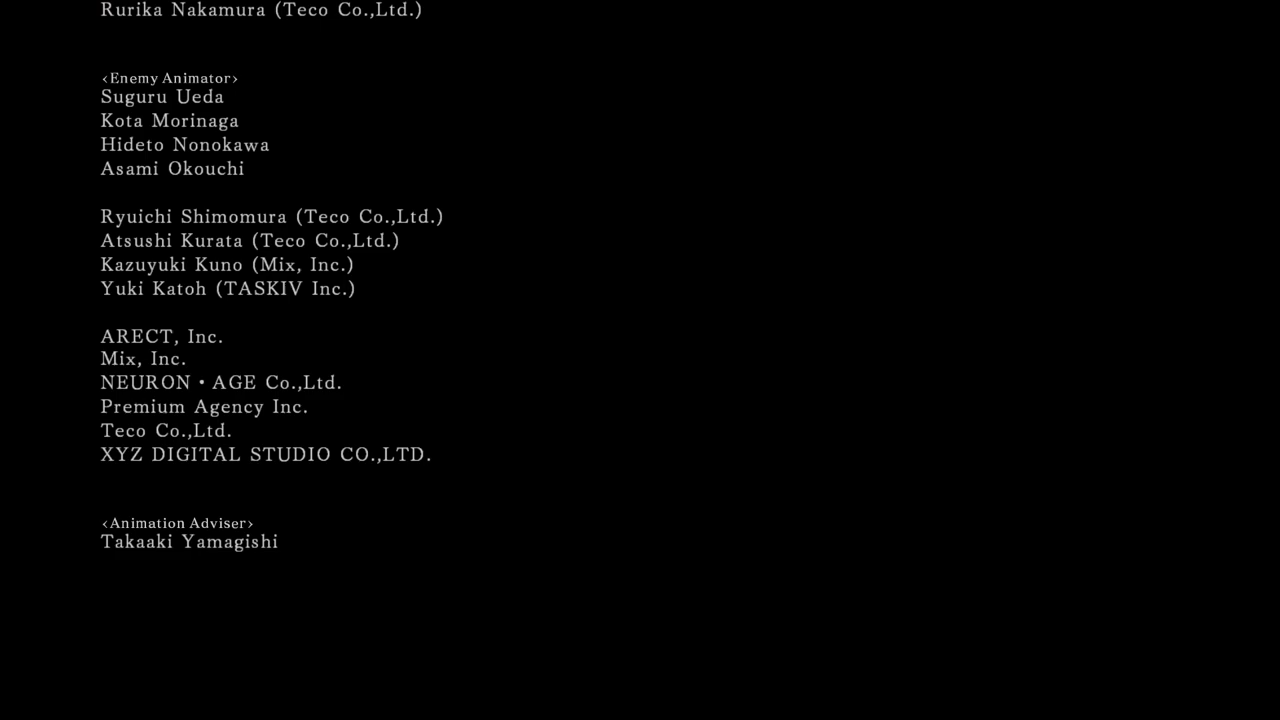 Rurika Nakamura (Teco Co.,Ltd.)
‹Enemy Animator›
Suguru Ueda
Kota Morinaga
Hideto Nonokawa
Asami Okouchi
Ryuichi Shimomura (Teco Co.,Ltd.)
Atsushi Kurata (Teco Co.,Ltd.)
Kazuyuki Kuno (Mix, Inc.)
Yuki Katoh (TASKIV Inc.)
ARECT, Inc.
Mix, Inc.
NEURON・AGE Co.,Ltd.
Premium Agency Inc.
Teco Co.,Ltd.
XYZ DIGITAL STUDIO CO.,LTD.
‹Animation Adviser›
Takaaki Yamagishi